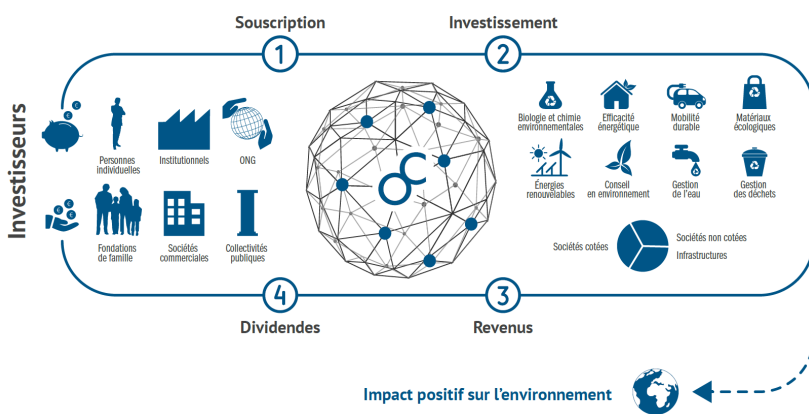 Souscription
Investissement
1
2
Investisseurs
€
€
Personnes
individuelles
Institutionnels
ONG
€
€
€
Fondations
de famille
Sociétés
commerciales
Collectivités
publiques
OC
Biologie et chimie
environnementales
Efficacité
énergétique
Mobilité
durable
Matériaux
écologiques
Énergies
renouvelables
Conseil
en environnement
Gestion
de l'eau
Gestion
des déchets
Sociétés cotées
Sociétés non cotées
Infrastructures
4
3
Dividendes
Revenus
Impact positif sur l'environnement